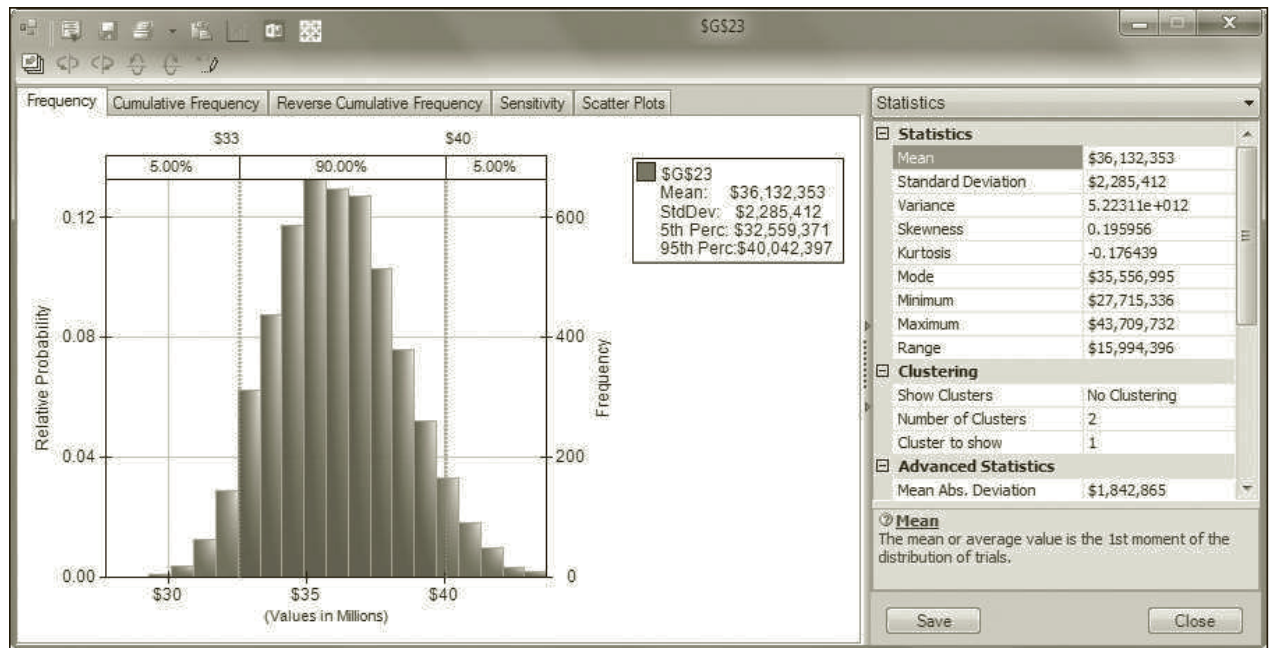 $G$23
Frequency Cumulative Frequency Reverse Cumulative Frequency Sensitivity Scatter Plots
$33 $40
5.00% 90.00% 5.00%
0.12
0.08
0.04
0.00
Relative Probability
600
400
200
0
Frequency
$30 $35 $40
(Values in Millions)
$G$23
Mean: $36,132,353
StdDev: $2,285,412
5th Perc: $32,559,371
95th Perc:$40,042,397
Statistics
Statistics
Mean $36,132,353
Standard Deviation $2,285,412
Variance 5.22311e+012
Skewness 0.195956
Kurtosis -0.176439
Mode $35,556,995
Minimum $27,715,336
Maximum $43,709,732
Range $15,994,396
Clustering
Show Clusters No Clustering
Number of Clusters 2
Cluster to show 1
Advanced Statistics
Mean Abs. Deviation $1,842,865
Mean
The mean or average value is the 1st moment of the
distribution of trials.
Save Close